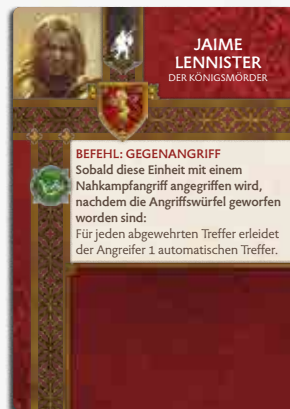 JAIME
LENNISTER
DER KÖNIGSMÖRDER
BEFEHL: GEGENANGRIFF
Sobald diese Einheit mit einem
Nahkampfangriff angegriffen wird,
nachdem die Angriffswürfel geworfen
worden sind:
Für jeden abgewehrten Treffer erleidet
der Angreifer 1 automatischen Treffer.